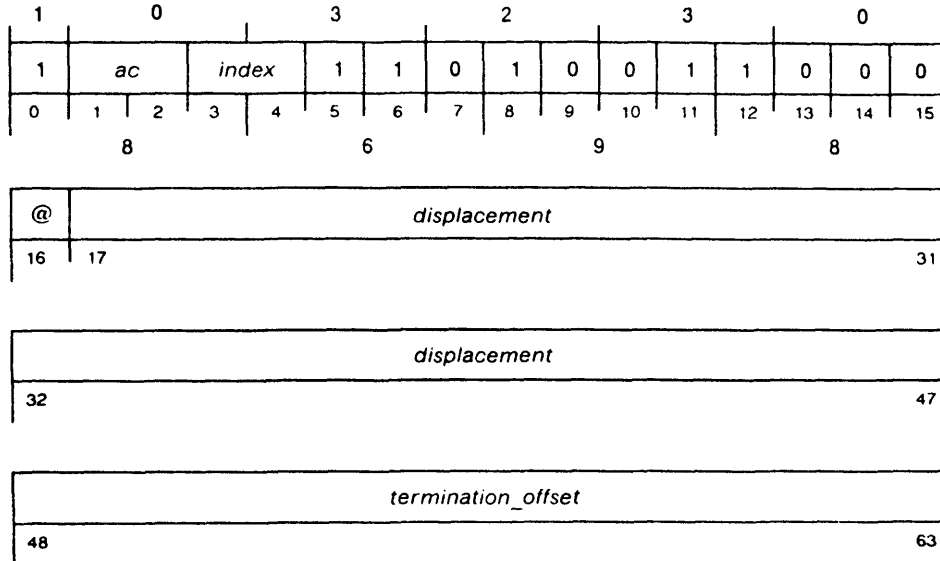 1 0 3 2 3 0
1 ac index 1 1 0 1 0 0 1 1 0 0 0
0 1 2 3 4 5 6 7 8 9 10 11 12 13 14 15
8 6 9 8
@ displacement
16 17 31
displacement
32 47
termination_offset
48 63